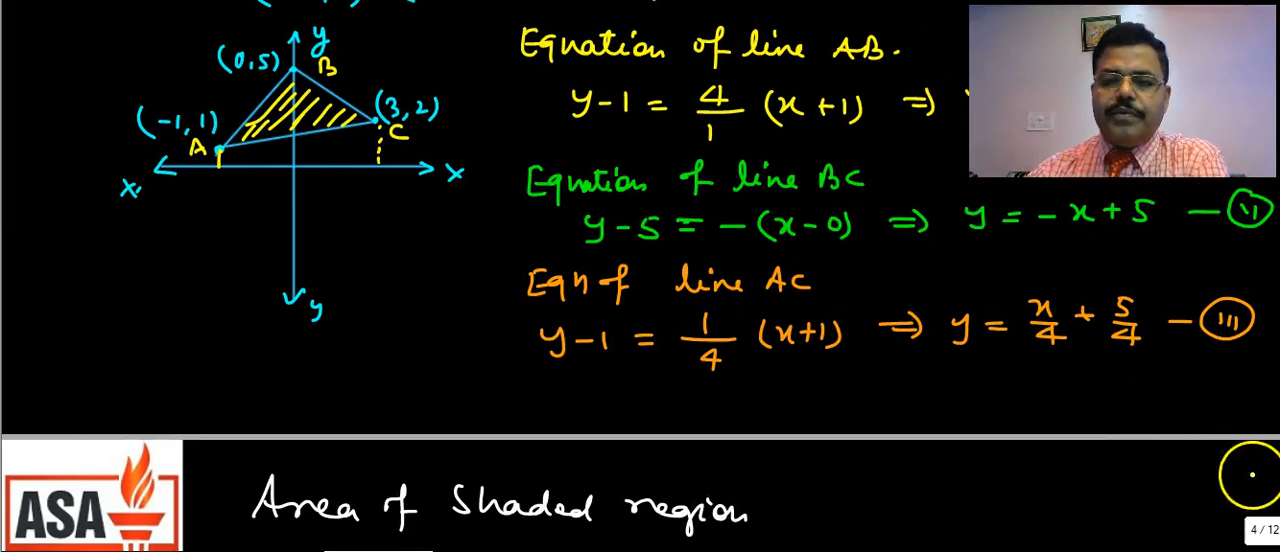 y
(0,5) B
(-1, 1) A
(3, 2) C
x
x
y
Equation of line AB.
y-1 = 4/1 (x+1) ⇒
Equation of line BC
y-5 = -(x-0) ⇒ y = -x+5 - (II)
Eqn of line AC
y-1 = 1/4 (x+1) ⇒ y = x/4 + 5/4 - (III)
ASA
Area of shaded region
4 / 12